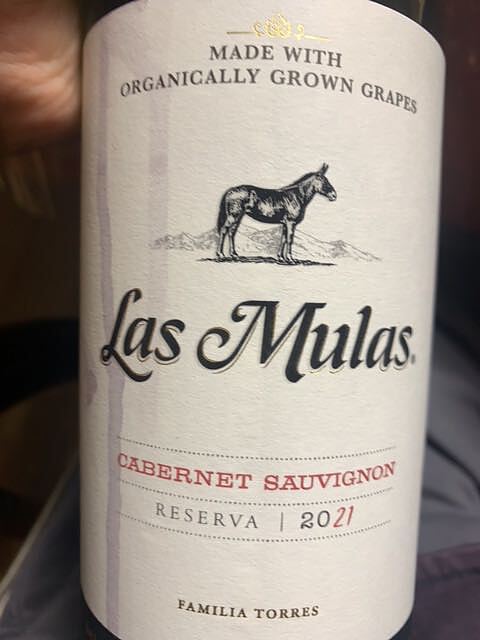 MADE WITH
ORGANICALLY GROWN GRAPES
Las Mulas.
CABERNET SAUVIGNON
RESERVA | 2021
FAMILIA TORRES